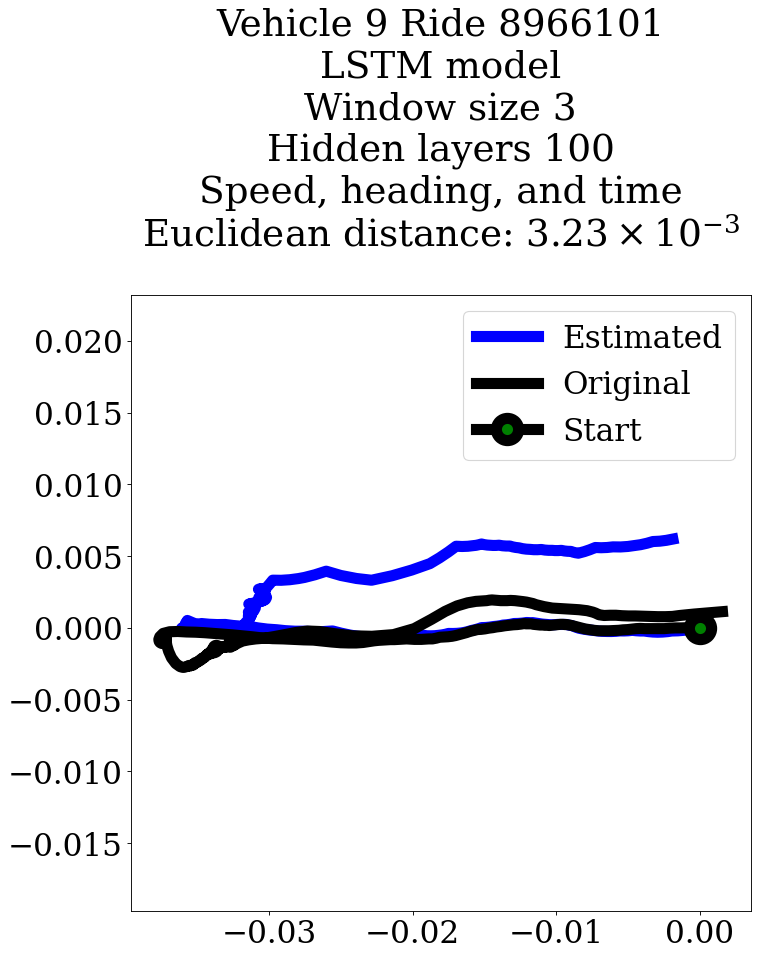 Vehicle 9 Ride 8966101
LSTM model
Window size 3
Hidden layers 100
Speed, heading, and time
Euclidean distance: 3.23 × 10⁻³
Estimated
Original
Start
0.020
0.015
0.010
0.005
0.000
−0.005
−0.010
−0.015
−0.03 −0.02 −0.01 0.00